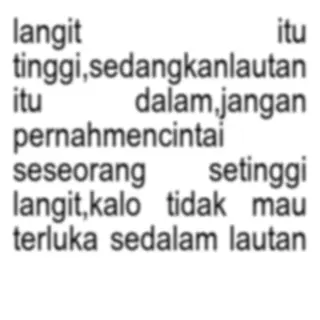 langit itu
tinggi,sedangkanlautan
itu dalam,jangan
pernahmencintai
seseorang setinggi
langit,kalo tidak mau
terluka sedalam lautan